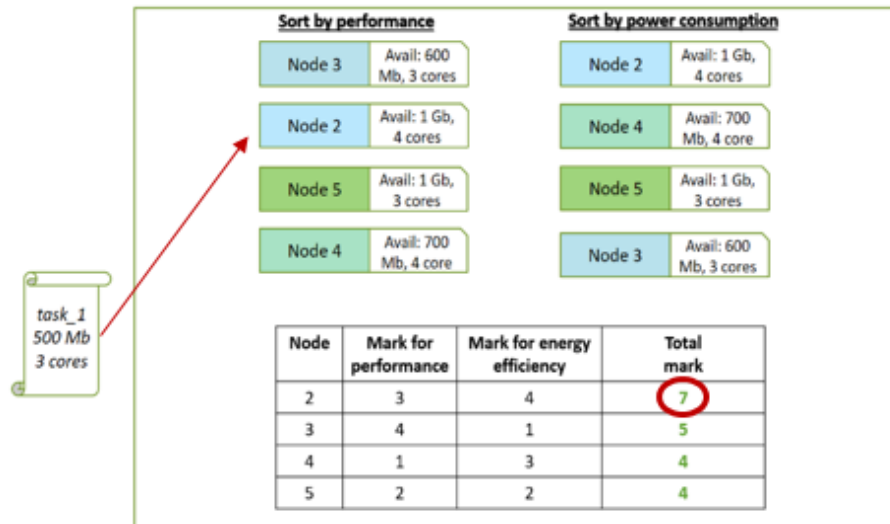 Sort by performance
Node 3
Avail: 600
Mb, 3 cores
Node 2
Avail: 1 Gb,
4 cores
Node 5
Avail: 1 Gb,
3 cores
Node 4
Avail: 700
Mb, 4 core
Sort by power consumption
Node 2
Avail: 1 Gb,
4 cores
Node 4
Avail: 700
Mb, 4 core
Node 5
Avail: 1 Gb,
3 cores
Node 3
Avail: 600
Mb, 3 cores
task_1
500 Mb
3 cores
Node Mark for performance Mark for energy efficiency Total mark
2 3 4 7
3 4 1 5
4 1 3 4
5 2 2 4